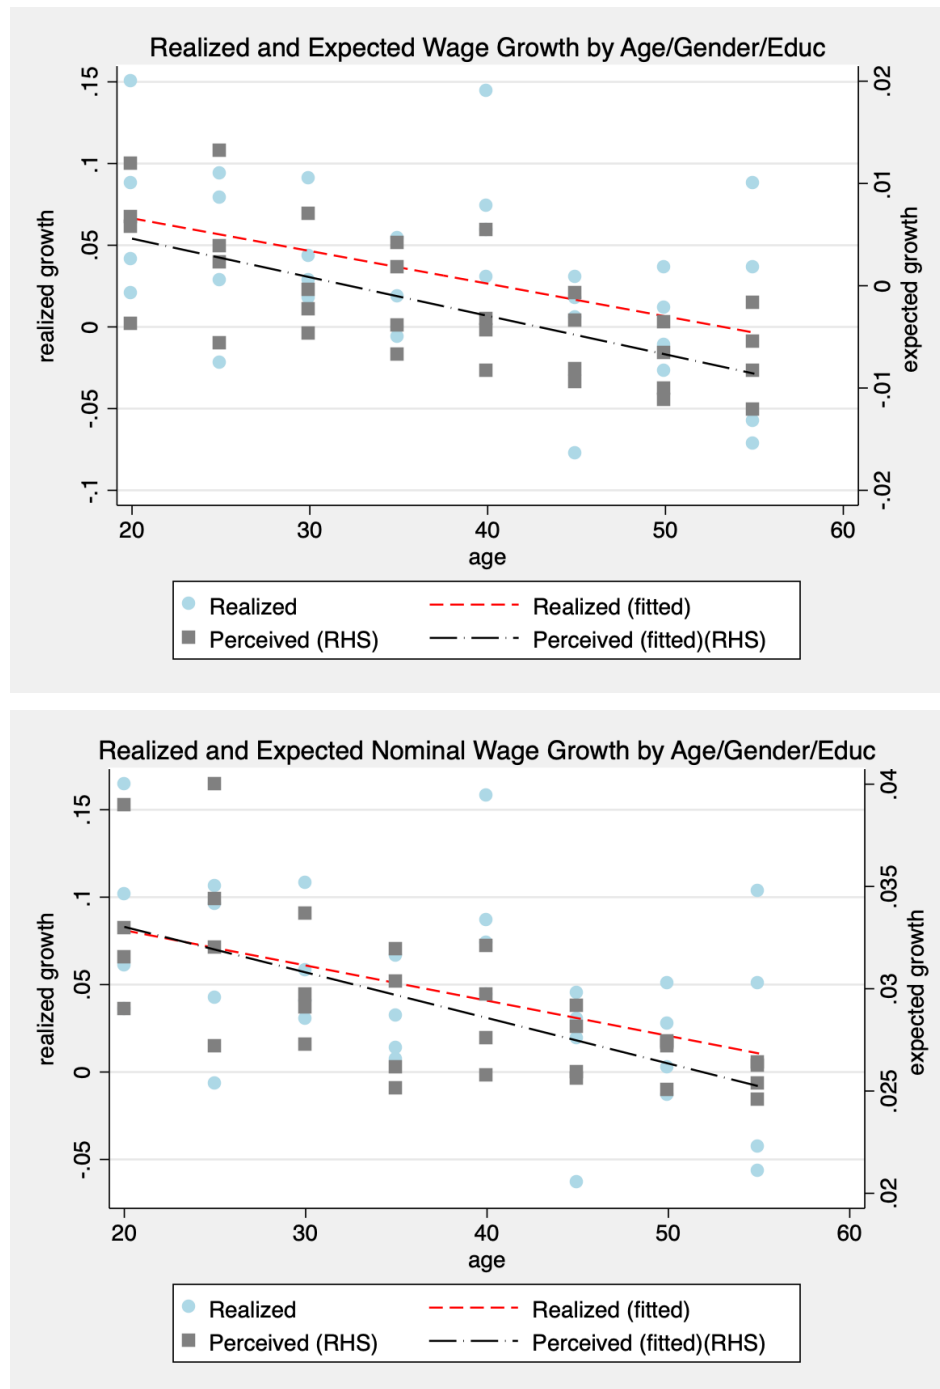 Realized and Expected Wage Growth by Age/Gender/Educ
realized growth
.15
.1
.05
0
-.05
-.1
expected growth
.02
.01
0
-.01
-.02
20 30 40 50 60
age
Realized Realized (fitted)
Perceived (RHS) Perceived (fitted)(RHS)
Realized and Expected Nominal Wage Growth by Age/Gender/Educ
realized growth
.15
.1
.05
0
-.05
expected growth
.04
.035
.03
.025
.02
20 30 40 50 60
age
Realized Realized (fitted)
Perceived (RHS) Perceived (fitted)(RHS)